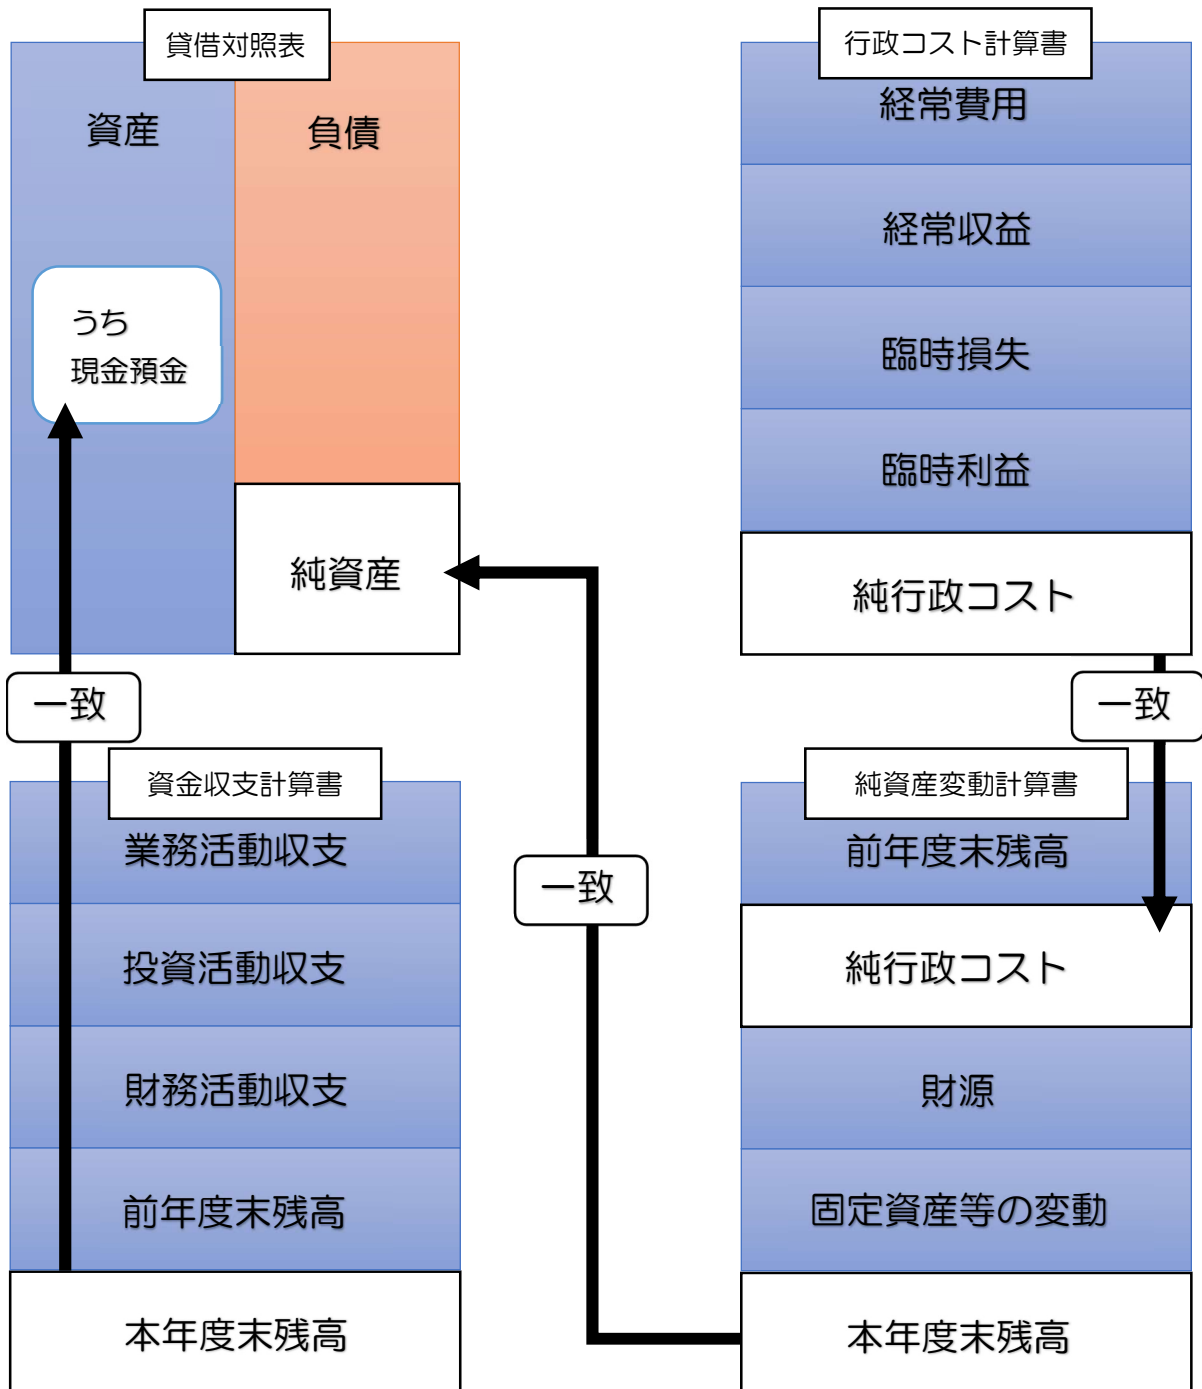 貸借対照表
資産
負債
うち
現金預金
純資産
行政コスト計算書
経常費用
経常収益
臨時損失
臨時利益
純行政コスト
一致
一致
資金収支計算書
業務活動収支
投資活動収支
財務活動収支
前年度末残高
本年度末残高
一致
純資産変動計算書
前年度末残高
純行政コスト
財源
固定資産等の変動
本年度末残高